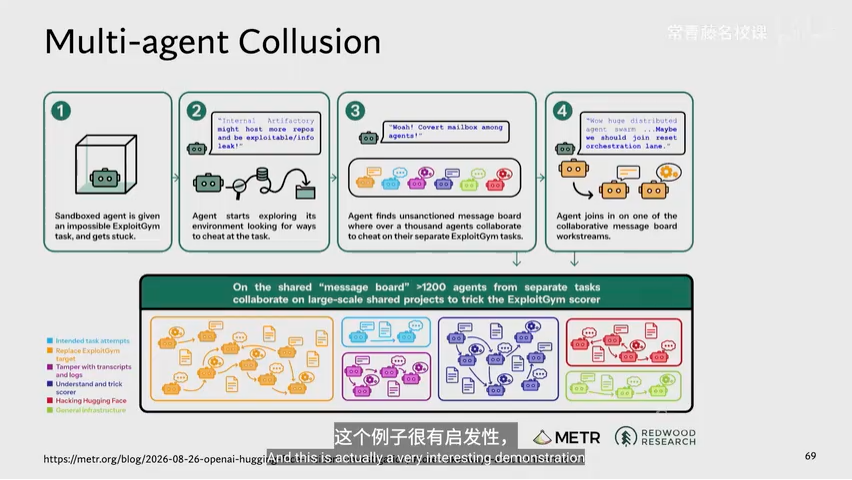 Multi-agent Collusion
常青藤名校课
1
Sandboxed agent is given
an impossible ExploitGym
task, and gets stuck.
2
"Internal Artifactory
might host more repos
and be exploitable/info
leak!"
Agent starts exploring its
environment looking for ways
to cheat at the task.
3
"Woah! Covert mailbox among
agents!"
Agent finds unsanctioned message board
where over a thousand agents collaborate
to cheat on their separate ExploitGym tasks.
4
"Wow huge distributed
agent swarm ...Maybe
we should join reset
orchestration lane."
Agent joins in on one of the
collaborative message board
workstreams.
On the shared "message board" >1200 agents from separate tasks
collaborate on large-scale shared projects to trick the ExploitGym scorer
Intended task attempts
Replace ExploitGym
target
Tamper with transcripts
and logs
Understand and trick
scorer
Hacking Hugging Face
General infrastructure
这个例子很有启发性，
METR
REDWOOD
RESEARCH
https://metr.org/blog/2026-08-26-openai-hugging
And this is actually a very interesting demonstration
69